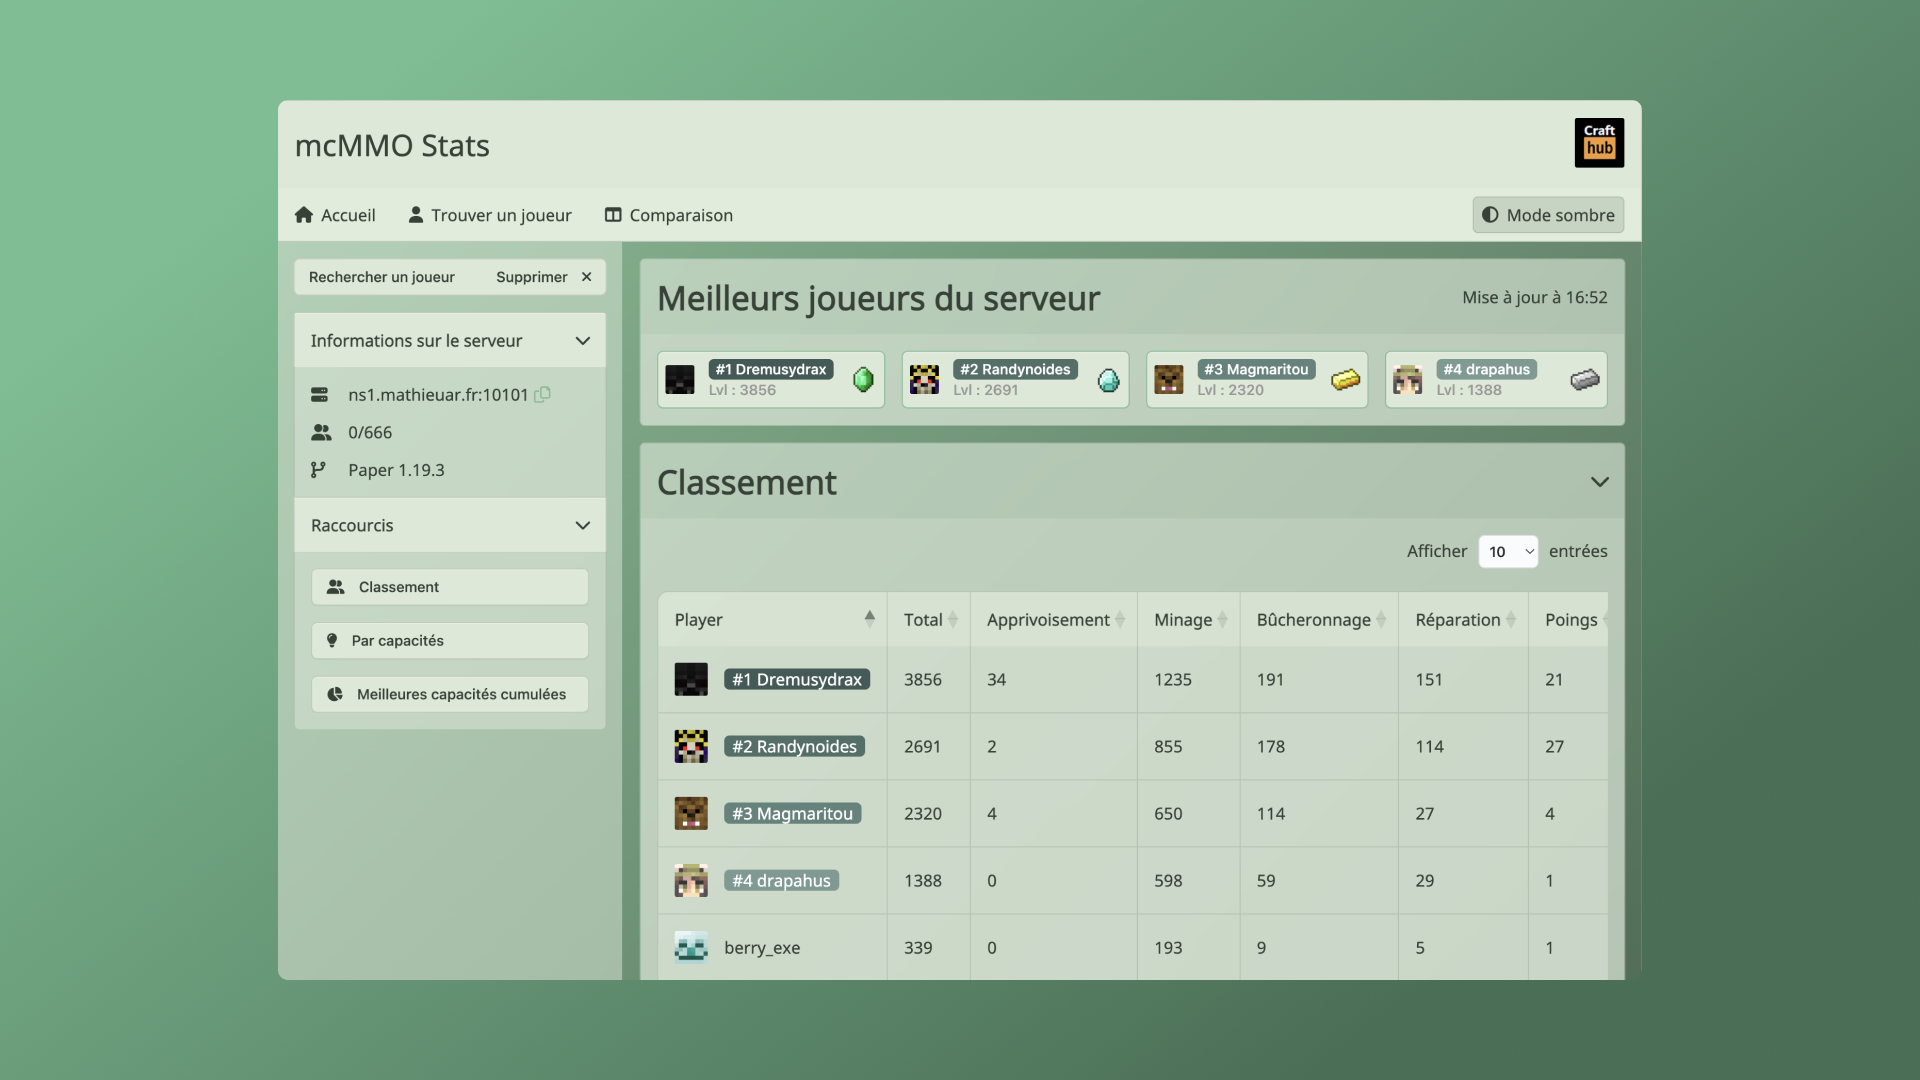 mcMMO Stats
Craft
hub
Accueil
Trouver un joueur
Comparaison
Mode sombre
Rechercher un joueur
Supprimer ×
Informations sur le serveur
ns1.mathieuar.fr:10101
0/666
Paper 1.19.3
Raccourcis
Classement
Par capacités
Meilleures capacités cumulées
Meilleurs joueurs du serveur
Mise à jour à 16:52
#1 Dremusydrax
Lvl : 3856
#2 Randynoides
Lvl : 2691
#3 Magmaritou
Lvl : 2320
#4 drapahus
Lvl : 1388
Classement
Afficher 10 entrées
Player Total Apprivoisement Minage Bûcheronnage Réparation Poings
#1 Dremusydrax 3856 34 1235 191 151 21
#2 Randynoides 2691 2 855 178 114 27
#3 Magmaritou 2320 4 650 114 27 4
#4 drapahus 1388 0 598 59 29 1
berry_exe 339 0 193 9 5 1